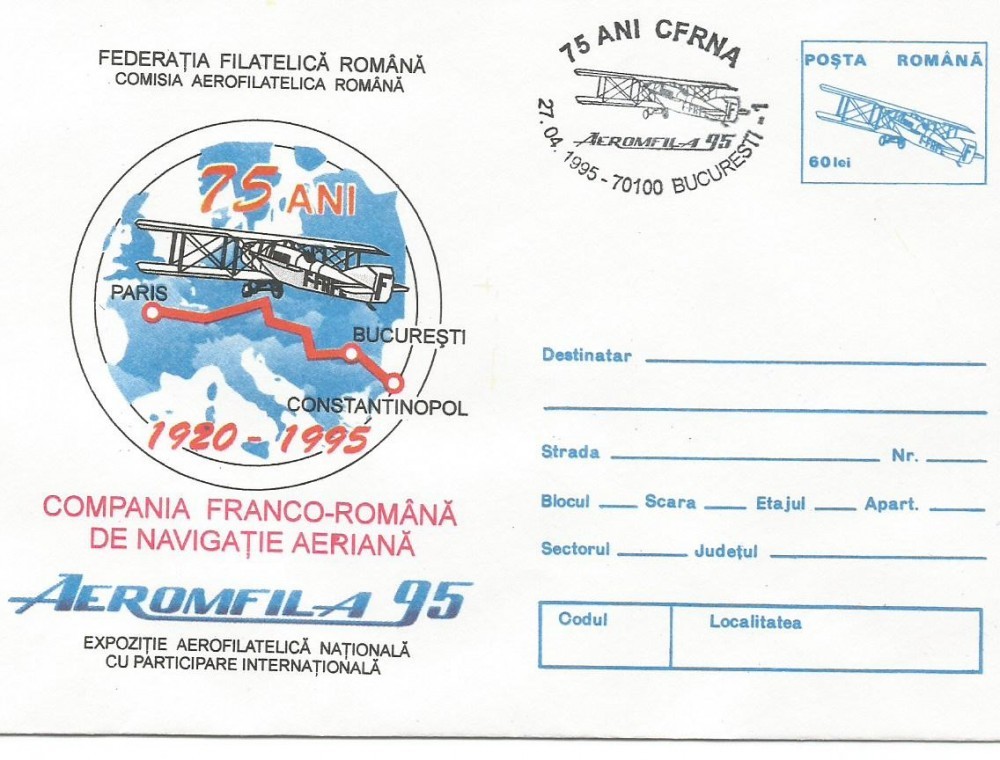 FEDERAȚIA FILATELICĂ ROMÂNĂ
COMISIA AEROFILATELICA ROMÂNĂ
75 ANI
F
PARIS
BUCUREȘTI
CONSTANTINOPOL
1920 - 1995
COMPANIA FRANCO-ROMÂNĂ
DE NAVIGAȚIE AERIANĂ
AEROMFILA 95
EXPOZIȚIE AEROFILATELICĂ NAȚIONALĂ
CU PARTICIPARE INTERNAȚIONALĂ
75 ANI CFRNA
F
AEROMFILA 95
27.04.1995 - 70100 BUCUREȘTI - 1
POȘTA ROMÂNĂ
F
60 lei
Destinatar
Strada Nr.
Blocul Scara Etajul Apart.
Sectorul Județul
Codul Localitatea